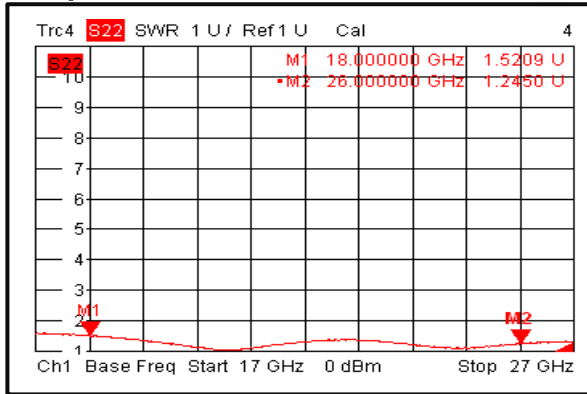 Trc4 S22 SWR 1 U/ Ref 1 U Cal 4
S22 M1 18.000000 GHz 1.5209 U
10 •M2 26.000000 GHz 1.2450 U
9
8
7
6
5
4
3
M1
2 M2
1
Ch1 Base Freq Start 17 GHz 0 dBm Stop 27 GHz